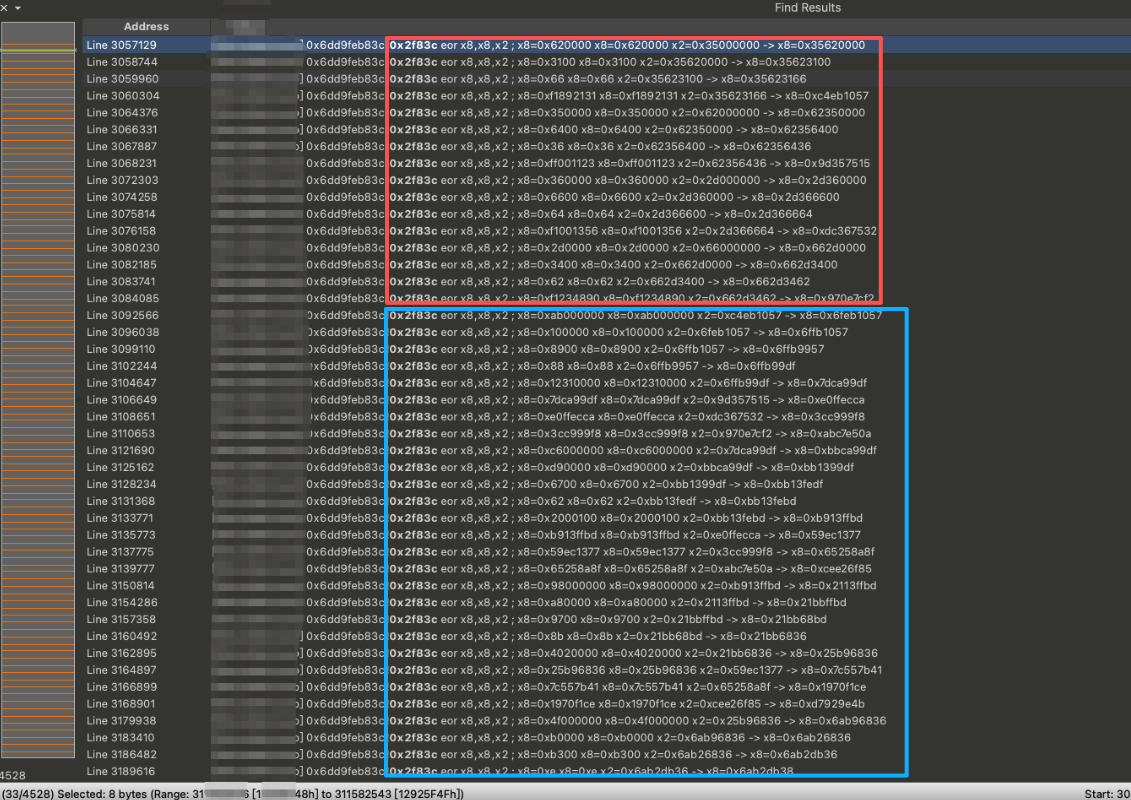 Find Results
Address
Line 3057129 ] 0x6dd9feb83c 0x2f83c eor x8,x8,x2 ; x8=0x620000 x8=0x620000 x2=0x35000000 -> x8=0x35620000
Line 3058744 0x6dd9feb83c 0x2f83c eor x8,x8,x2 ; x8=0x3100 x8=0x3100 x2=0x35620000 -> x8=0x35623100
Line 3059960 ] 0x6dd9feb83c 0x2f83c eor x8,x8,x2 ; x8=0x66 x8=0x66 x2=0x35623100 -> x8=0x35623166
Line 3060304 ] 0x6dd9feb83c 0x2f83c eor x8,x8,x2 ; x8=0xf1892131 x8=0xf1892131 x2=0x35623166 -> x8=0xc4eb1057
Line 3064376 ] 0x6dd9feb83c 0x2f83c eor x8,x8,x2 ; x8=0x350000 x8=0x350000 x2=0x62000000 -> x8=0x62350000
Line 3066331 ] 0x6dd9feb83c 0x2f83c eor x8,x8,x2 ; x8=0x6400 x8=0x6400 x2=0x62350000 -> x8=0x62356400
Line 3067887 ] 0x6dd9feb83c 0x2f83c eor x8,x8,x2 ; x8=0x36 x8=0x36 x2=0x62356400 -> x8=0x62356436
Line 3068231 0x6dd9feb83c 0x2f83c eor x8,x8,x2 ; x8=0xff001123 x8=0xff001123 x2=0x62356436 -> x8=0x9d357515
Line 3072303 0x6dd9feb83c 0x2f83c eor x8,x8,x2 ; x8=0x360000 x8=0x360000 x2=0x2d000000 -> x8=0x2d360000
Line 3074258 0x6dd9feb83c 0x2f83c eor x8,x8,x2 ; x8=0x6600 x8=0x6600 x2=0x2d360000 -> x8=0x2d366600
Line 3075814 0x6dd9feb83c 0x2f83c eor x8,x8,x2 ; x8=0x64 x8=0x64 x2=0x2d366600 -> x8=0x2d366664
Line 3076158 ] 0x6dd9feb83c 0x2f83c eor x8,x8,x2 ; x8=0xf1001356 x8=0xf1001356 x2=0x2d366664 -> x8=0xdc367532
Line 3080230 ] 0x6dd9feb83c 0x2f83c eor x8,x8,x2 ; x8=0x2d0000 x8=0x2d0000 x2=0x66000000 -> x8=0x662d0000
Line 3082185 ] 0x6dd9feb83c 0x2f83c eor x8,x8,x2 ; x8=0x3400 x8=0x3400 x2=0x662d0000 -> x8=0x662d3400
Line 3083741 ] 0x6dd9feb83c 0x2f83c eor x8,x8,x2 ; x8=0x62 x8=0x62 x2=0x662d3400 -> x8=0x662d3462
Line 3084085 ] 0x6dd9feb83c 0x2f83c eor x8,x8,x2 ; x8=0xf1234890 x8=0xf1234890 x2=0x662d3462 -> x8=0x970e7cf2
Line 3092566 ] 0x6dd9feb83c 0x2f83c eor x8,x8,x2 ; x8=0xab000000 x8=0xab000000 x2=0xc4eb1057 -> x8=0x6feb1057
Line 3096038 ] 0x6dd9feb83c 0x2f83c eor x8,x8,x2 ; x8=0x100000 x8=0x100000 x2=0x6feb1057 -> x8=0x6ffb1057
Line 3099110 ] 0x6dd9feb83c 0x2f83c eor x8,x8,x2 ; x8=0x8900 x8=0x8900 x2=0x6ffb1057 -> x8=0x6ffb9957
Line 3102244 ] 0x6dd9feb83c 0x2f83c eor x8,x8,x2 ; x8=0x88 x8=0x88 x2=0x6ffb9957 -> x8=0x6ffb99df
Line 3104647 0x6dd9feb83c 0x2f83c eor x8,x8,x2 ; x8=0x12310000 x8=0x12310000 x2=0x6ffb99df -> x8=0x7dca99df
Line 3106649 0x6dd9feb83c 0x2f83c eor x8,x8,x2 ; x8=0x7dca99df x8=0x7dca99df x2=0x9d357515 -> x8=0xe0ffecca
Line 3108651 0x6dd9feb83c 0x2f83c eor x8,x8,x2 ; x8=0xe0ffecca x8=0xe0ffecca x2=0xdc367532 -> x8=0x3cc999f8
Line 3110653 0x6dd9feb83c 0x2f83c eor x8,x8,x2 ; x8=0x3cc999f8 x8=0x3cc999f8 x2=0x970e7cf2 -> x8=0xabc7e50a
Line 3121690 0x6dd9feb83c 0x2f83c eor x8,x8,x2 ; x8=0xc6000000 x8=0xc6000000 x2=0x7dca99df -> x8=0xbbca99df
Line 3125162 0x6dd9feb83c 0x2f83c eor x8,x8,x2 ; x8=0xd90000 x8=0xd90000 x2=0xbbca99df -> x8=0xbb1399df
Line 3128234 0x6dd9feb83c 0x2f83c eor x8,x8,x2 ; x8=0x6700 x8=0x6700 x2=0xbb1399df -> x8=0xbb13fedf
Line 3131368 0x6dd9feb83c 0x2f83c eor x8,x8,x2 ; x8=0x62 x8=0x62 x2=0xbb13fedf -> x8=0xbb13febd
Line 3133771 0x6dd9feb83c 0x2f83c eor x8,x8,x2 ; x8=0x2000100 x8=0x2000100 x2=0xbb13febd -> x8=0xb913ffbd
Line 3135773 0x6dd9feb83c 0x2f83c eor x8,x8,x2 ; x8=0xb913ffbd x8=0xb913ffbd x2=0xe0ffecca -> x8=0x59ec1377
Line 3137775 0x6dd9feb83c 0x2f83c eor x8,x8,x2 ; x8=0x59ec1377 x8=0x59ec1377 x2=0x3cc999f8 -> x8=0x65258a8f
Line 3139777 0x6dd9feb83c 0x2f83c eor x8,x8,x2 ; x8=0x65258a8f x8=0x65258a8f x2=0xabc7e50a -> x8=0xcee26f85
Line 3150814 0x6dd9feb83c 0x2f83c eor x8,x8,x2 ; x8=0x98000000 x8=0x98000000 x2=0xb913ffbd -> x8=0x2113ffbd
Line 3154286 0x6dd9feb83c 0x2f83c eor x8,x8,x2 ; x8=0xa80000 x8=0xa80000 x2=0x2113ffbd -> x8=0x21bbffbd
Line 3157358 0x6dd9feb83c 0x2f83c eor x8,x8,x2 ; x8=0x9700 x8=0x9700 x2=0x21bbffbd -> x8=0x21bb68bd
Line 3160492 ] 0x6dd9feb83c 0x2f83c eor x8,x8,x2 ; x8=0x8b x8=0x8b x2=0x21bb68bd -> x8=0x21bb6836
Line 3162895 ] 0x6dd9feb83c 0x2f83c eor x8,x8,x2 ; x8=0x4020000 x8=0x4020000 x2=0x21bb6836 -> x8=0x25b96836
Line 3164897 ] 0x6dd9feb83c 0x2f83c eor x8,x8,x2 ; x8=0x25b96836 x8=0x25b96836 x2=0x59ec1377 -> x8=0x7c557b41
Line 3166899 ] 0x6dd9feb83c 0x2f83c eor x8,x8,x2 ; x8=0x7c557b41 x8=0x7c557b41 x2=0x65258a8f -> x8=0x1970f1ce
Line 3168901 ] 0x6dd9feb83c 0x2f83c eor x8,x8,x2 ; x8=0x1970f1ce x8=0x1970f1ce x2=0xcee26f85 -> x8=0xd7929e4b
Line 3179938 ] 0x6dd9feb83c 0x2f83c eor x8,x8,x2 ; x8=0x4f000000 x8=0x4f000000 x2=0x25b96836 -> x8=0x6ab96836
Line 3183410 ] 0x6dd9feb83c 0x2f83c eor x8,x8,x2 ; x8=0xb0000 x8=0xb0000 x2=0x6ab96836 -> x8=0x6ab26836
Line 3186482 ] 0x6dd9feb83c 0x2f83c eor x8,x8,x2 ; x8=0xb300 x8=0xb300 x2=0x6ab26836 -> x8=0x6ab2db36
Line 3189616 ] 0x6dd9feb83c 0x2f83c eor x8,x8,x2 ; x8=0xe x8=0xe x2=0x6ab2db36 -> x8=0x6ab2db38
4528
(33/4528) Selected: 8 bytes (Range: 31 48h] to 311582543 [12925F4Fh]) Start: 30